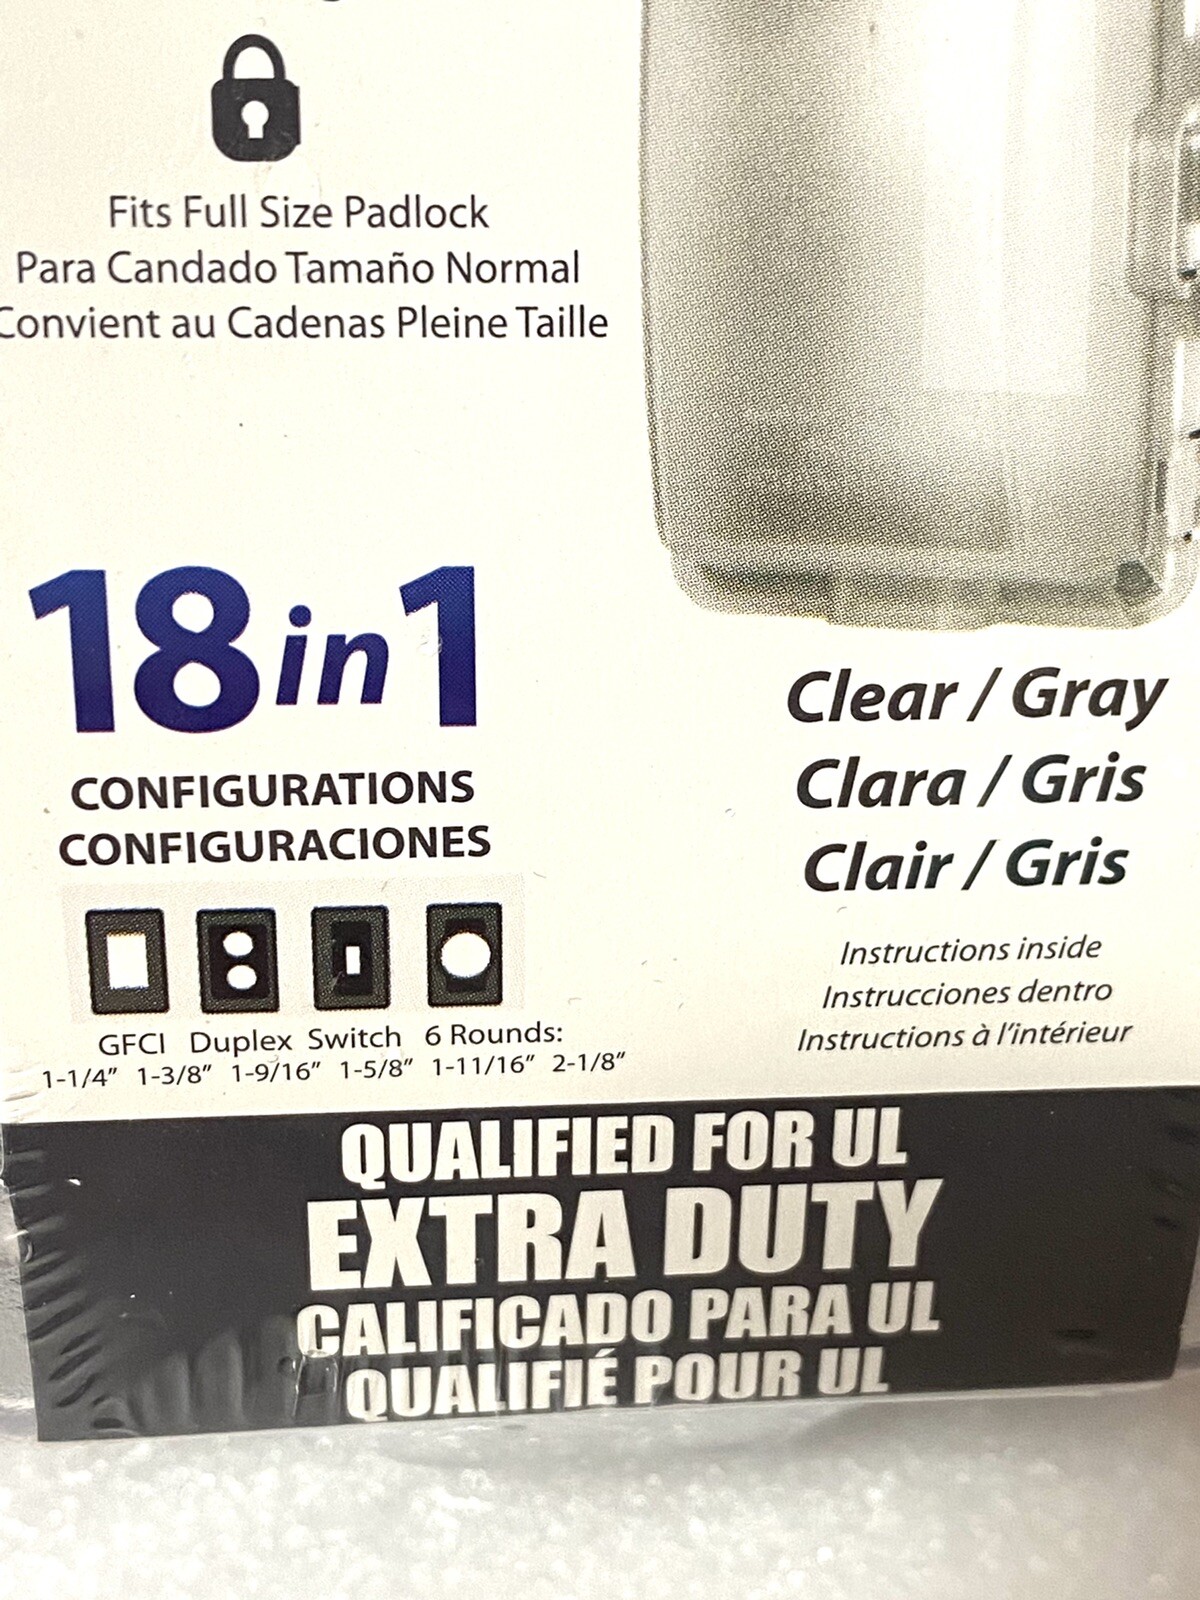 Fits Full Size Padlock
Para Candado Tamaño Normal
Convient au Cadenas Pleine Taille
18 in 1
CONFIGURATIONS
CONFIGURACIONES
GFCI Duplex Switch 6 Rounds:
1-1/4” 1-3/8” 1-9/16” 1-5/8” 1-11/16” 2-1/8”
Clear / Gray
Clara / Gris
Clair / Gris
Instructions inside
Instrucciones dentro
Instructions à l’intérieur
QUALIFIED FOR UL
EXTRA DUTY
CALIFICADO PARA UL
QUALIFIÉ POUR UL